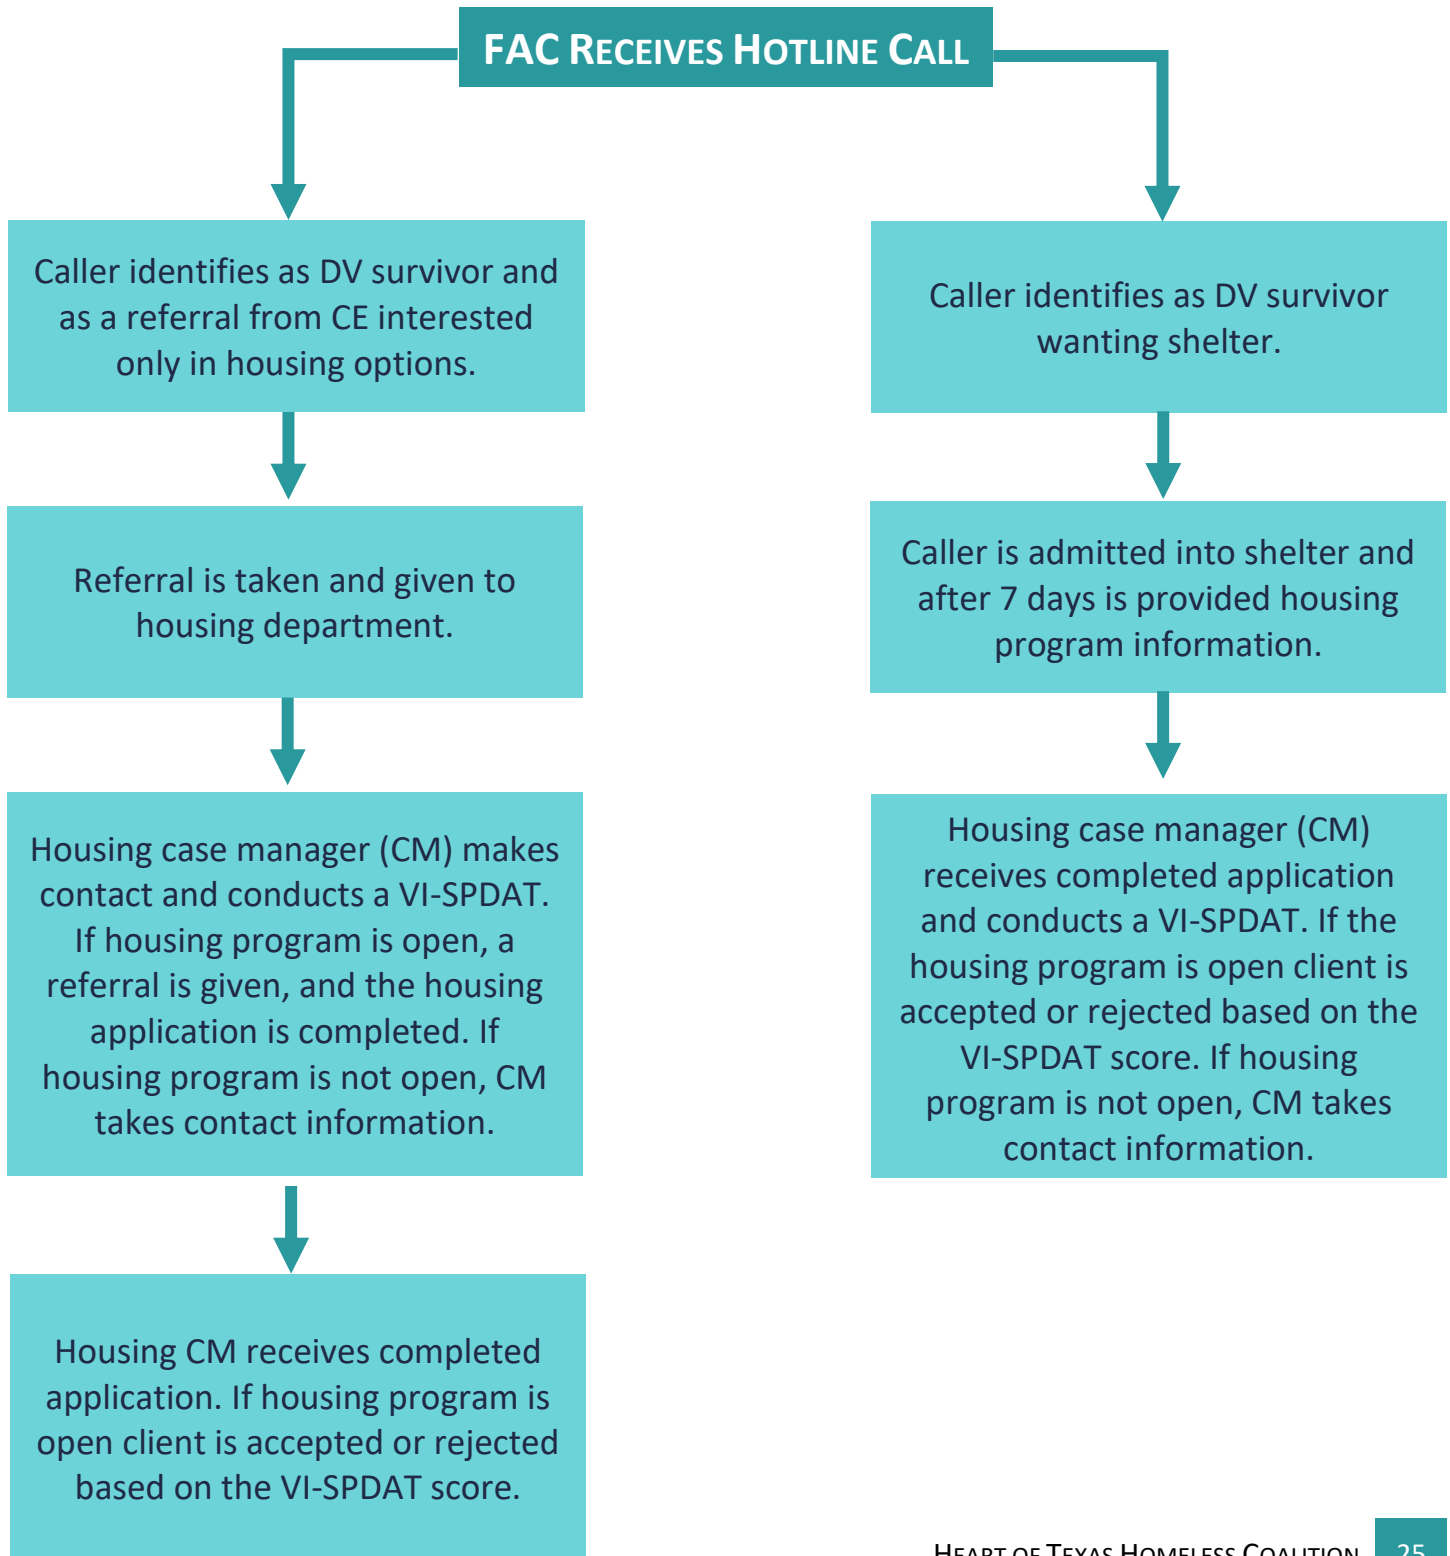 FAC RECEIVES HOTLINE CALL
Caller identifies as DV survivor and
as a referral from CE interested
only in housing options.
Referral is taken and given to
housing department.
Housing case manager (CM) makes
contact and conducts a VI-SPDAT.
If housing program is open, a
referral is given, and the housing
application is completed. If
housing program is not open, CM
takes contact information.
Housing CM receives completed
application. If housing program is
open client is accepted or rejected
based on the VI-SPDAT score.
Caller identifies as DV survivor
wanting shelter.
Caller is admitted into shelter and
after 7 days is provided housing
program information.
Housing case manager (CM)
receives completed application
and conducts a VI-SPDAT. If the
housing program is open client is
accepted or rejected based on the
VI-SPDAT score. If housing
program is not open, CM takes
contact information.
HEART OF TEXAS HOMELESS COALITION 25